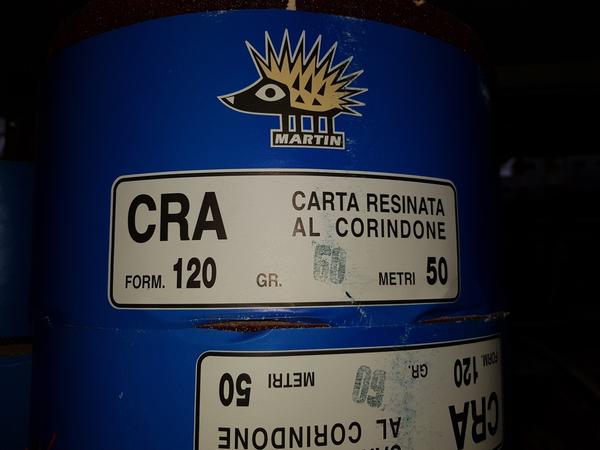 MARTIN
CRA
CARTA RESINATA
AL CORINDONE
FORM. 120 GR. 60 METRI 50
FORM. 120 GR. 60 METRI 50
CRA
AL CORINDONE